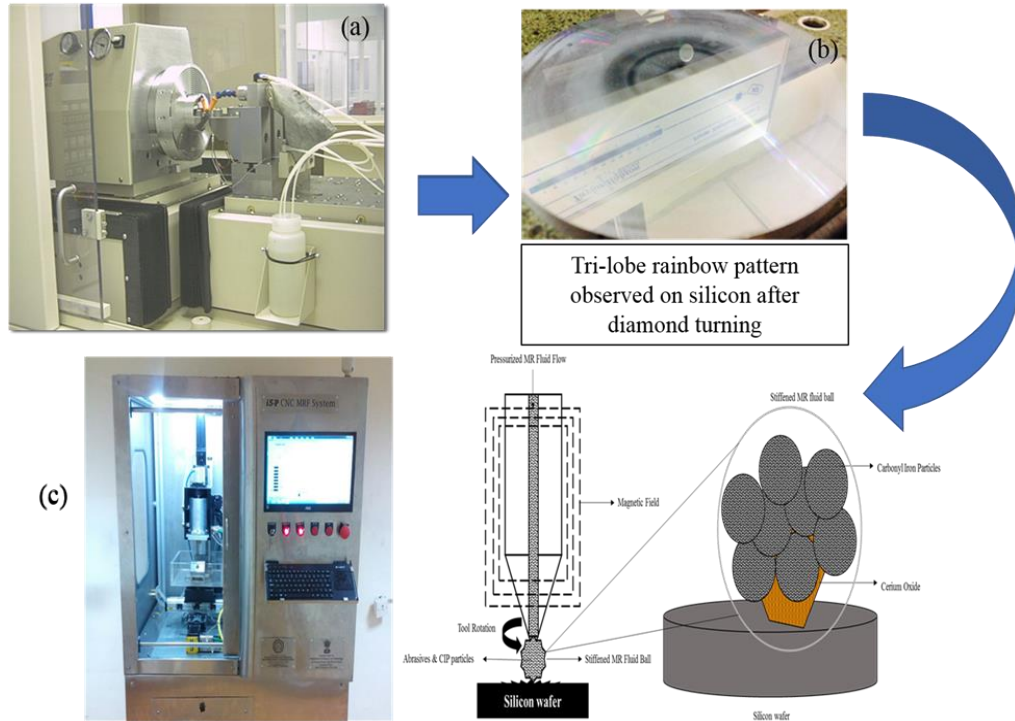 (a)
(b)
Tri-lobe rainbow pattern
observed on silicon after
diamond turning
(c)
CNC MRF System
Pressurized MR Fluid Flow
Magnetic Field
Tool Rotation
Abrasives & CIP particles
Stiffened MR Fluid Ball
Silicon wafer
Stiffened MR fluid ball
Carbonyl Iron Particles
Cerium Oxide
Silicon wafer